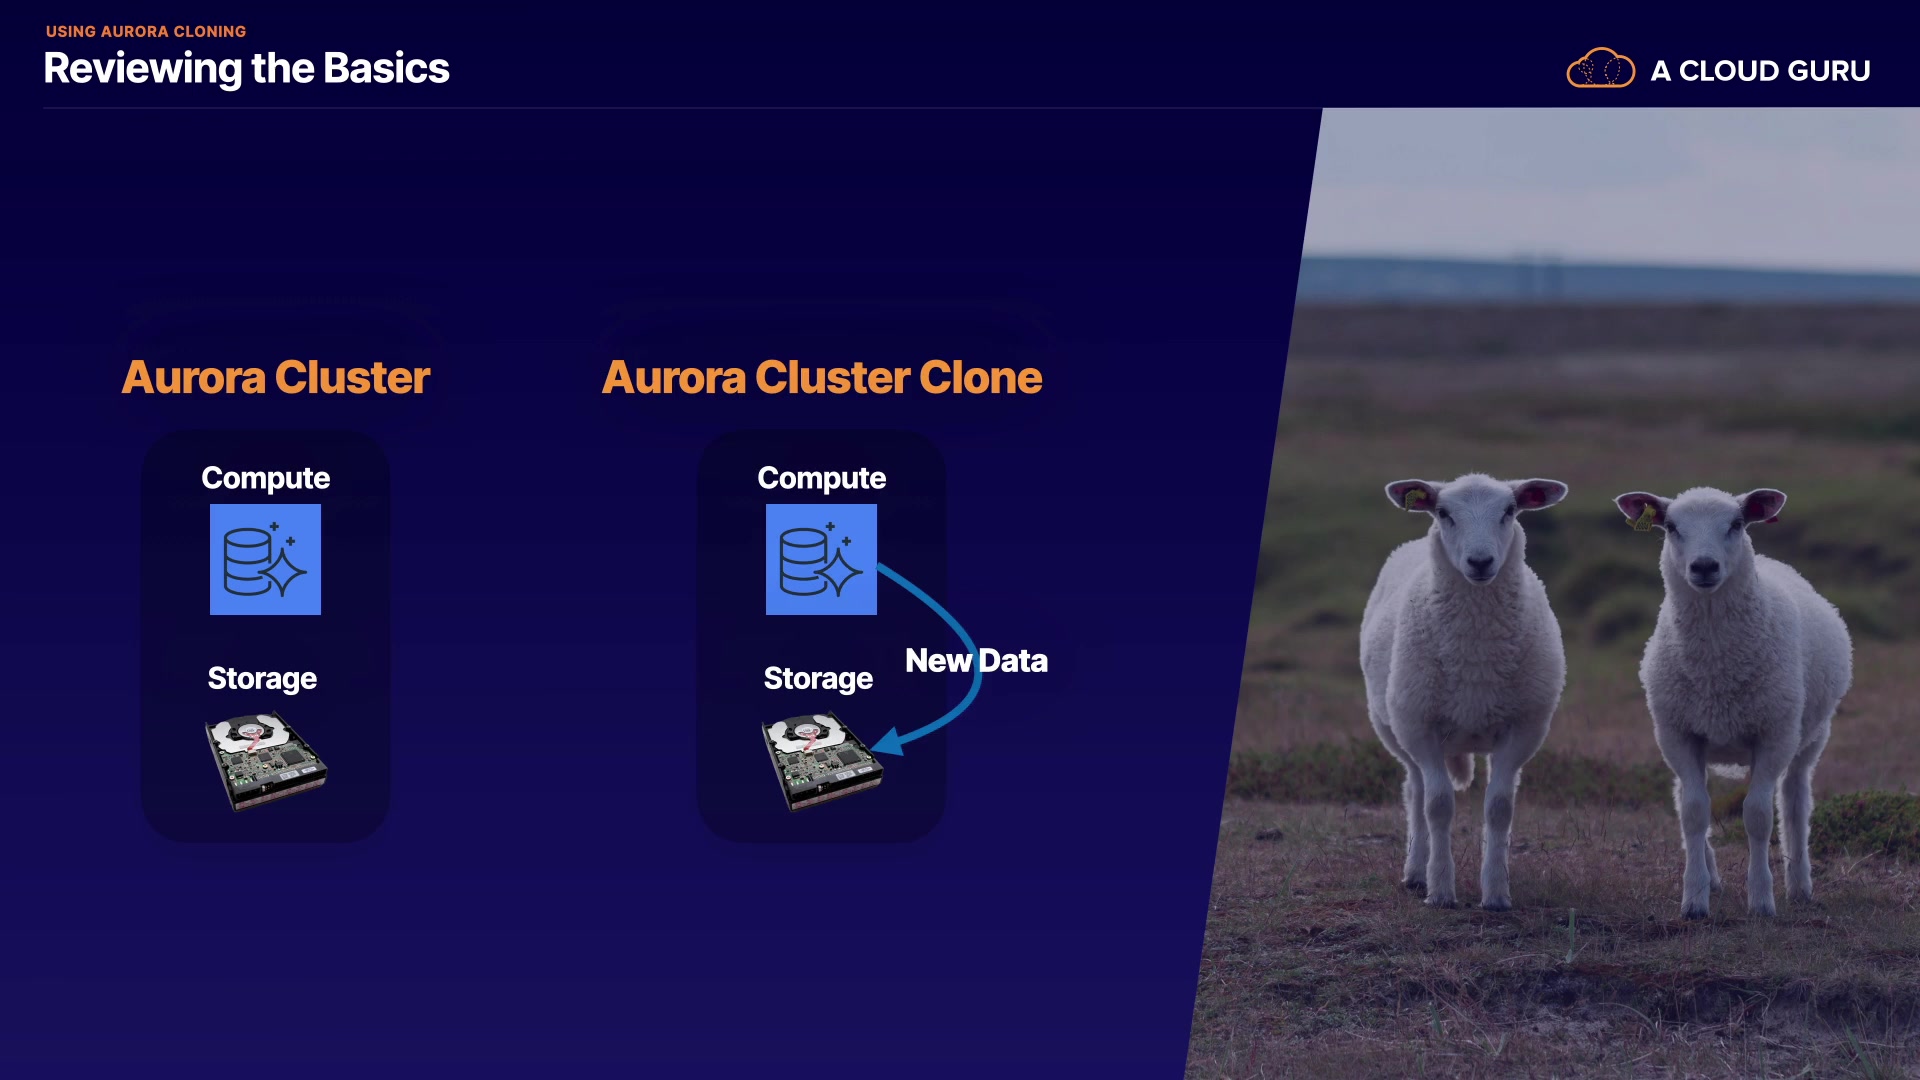 USING AURORA CLONING
Reviewing the Basics
A CLOUD GURU
Aurora Cluster
Aurora Cluster Clone
Compute
Compute
New Data
Storage
Storage